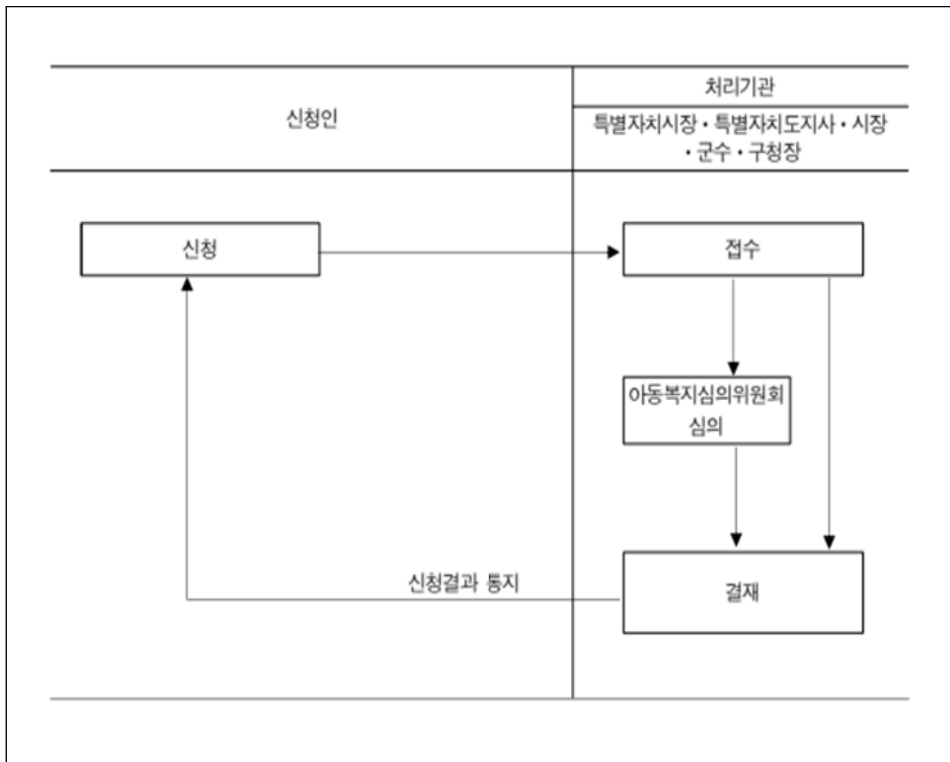 신청인
처리기관
특별자치시장・특별자치도지사・시장
・군수・구청장
신청
접수
아동복지심의위원회
심의
신청결과 통지
결재